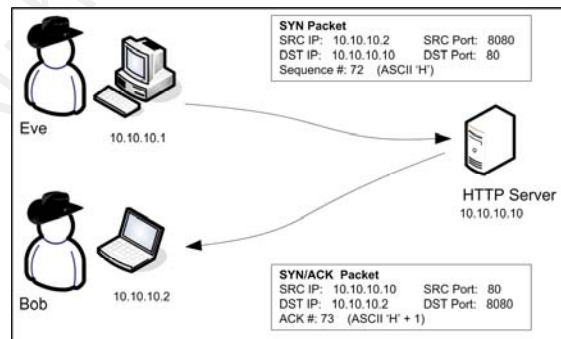 SYN Packet
SRC IP: 10.10.10.2 SRC Port: 8080
DST IP: 10.10.10.10 DST Port: 80
Sequence #: 72 (ASCII 'H')
Eve
10.10.10.1
HTTP Server
10.10.10.10
Bob
10.10.10.2
SYN/ACK Packet
SRC IP: 10.10.10.10 SRC Port: 80
DST IP: 10.10.10.2 DST Port: 8080
ACK #: 73 (ASCII 'H' + 1)